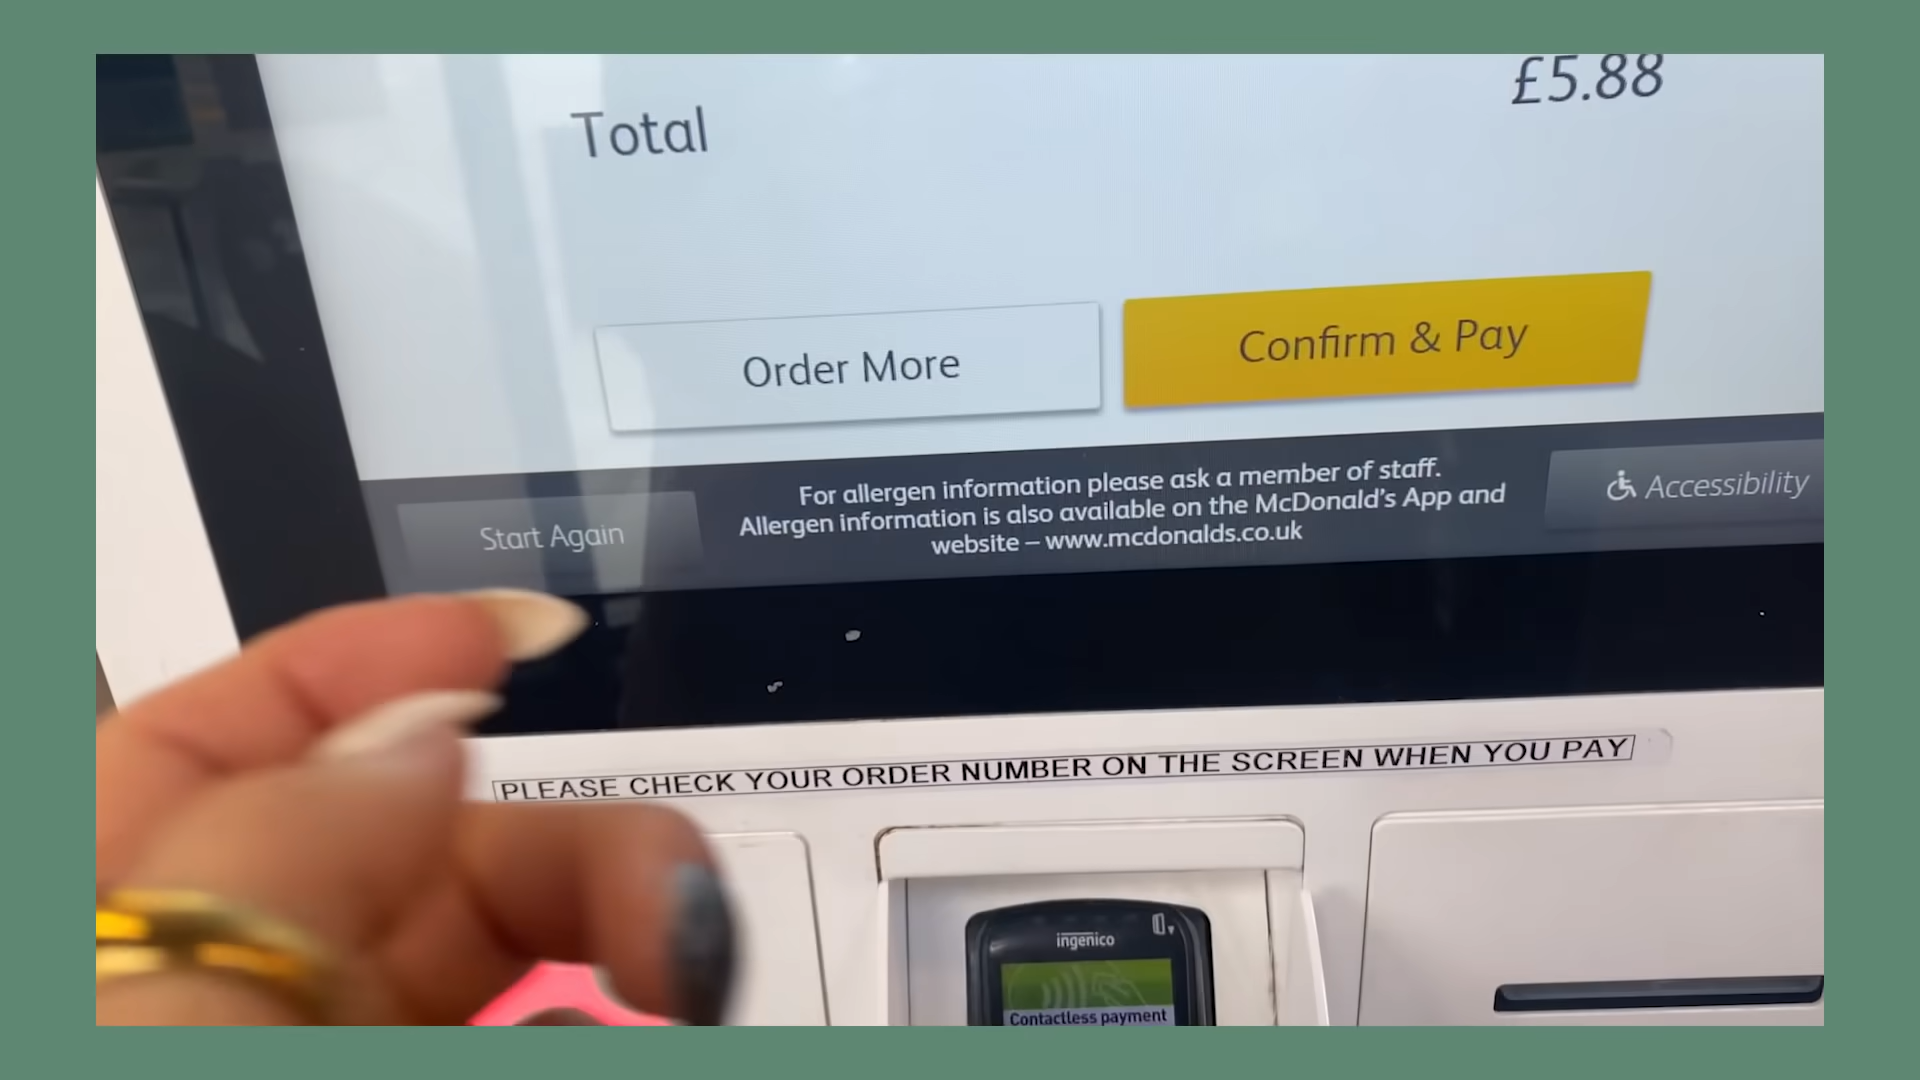 £5.88
Total
Order More
Confirm & Pay
Start Again
For allergen information please ask a member of staff.
Allergen information is also available on the McDonald's App and
website – www.mcdonalds.co.uk
Accessibility
PLEASE CHECK YOUR ORDER NUMBER ON THE SCREEN WHEN YOU PAY
ingenico
Contactless payment